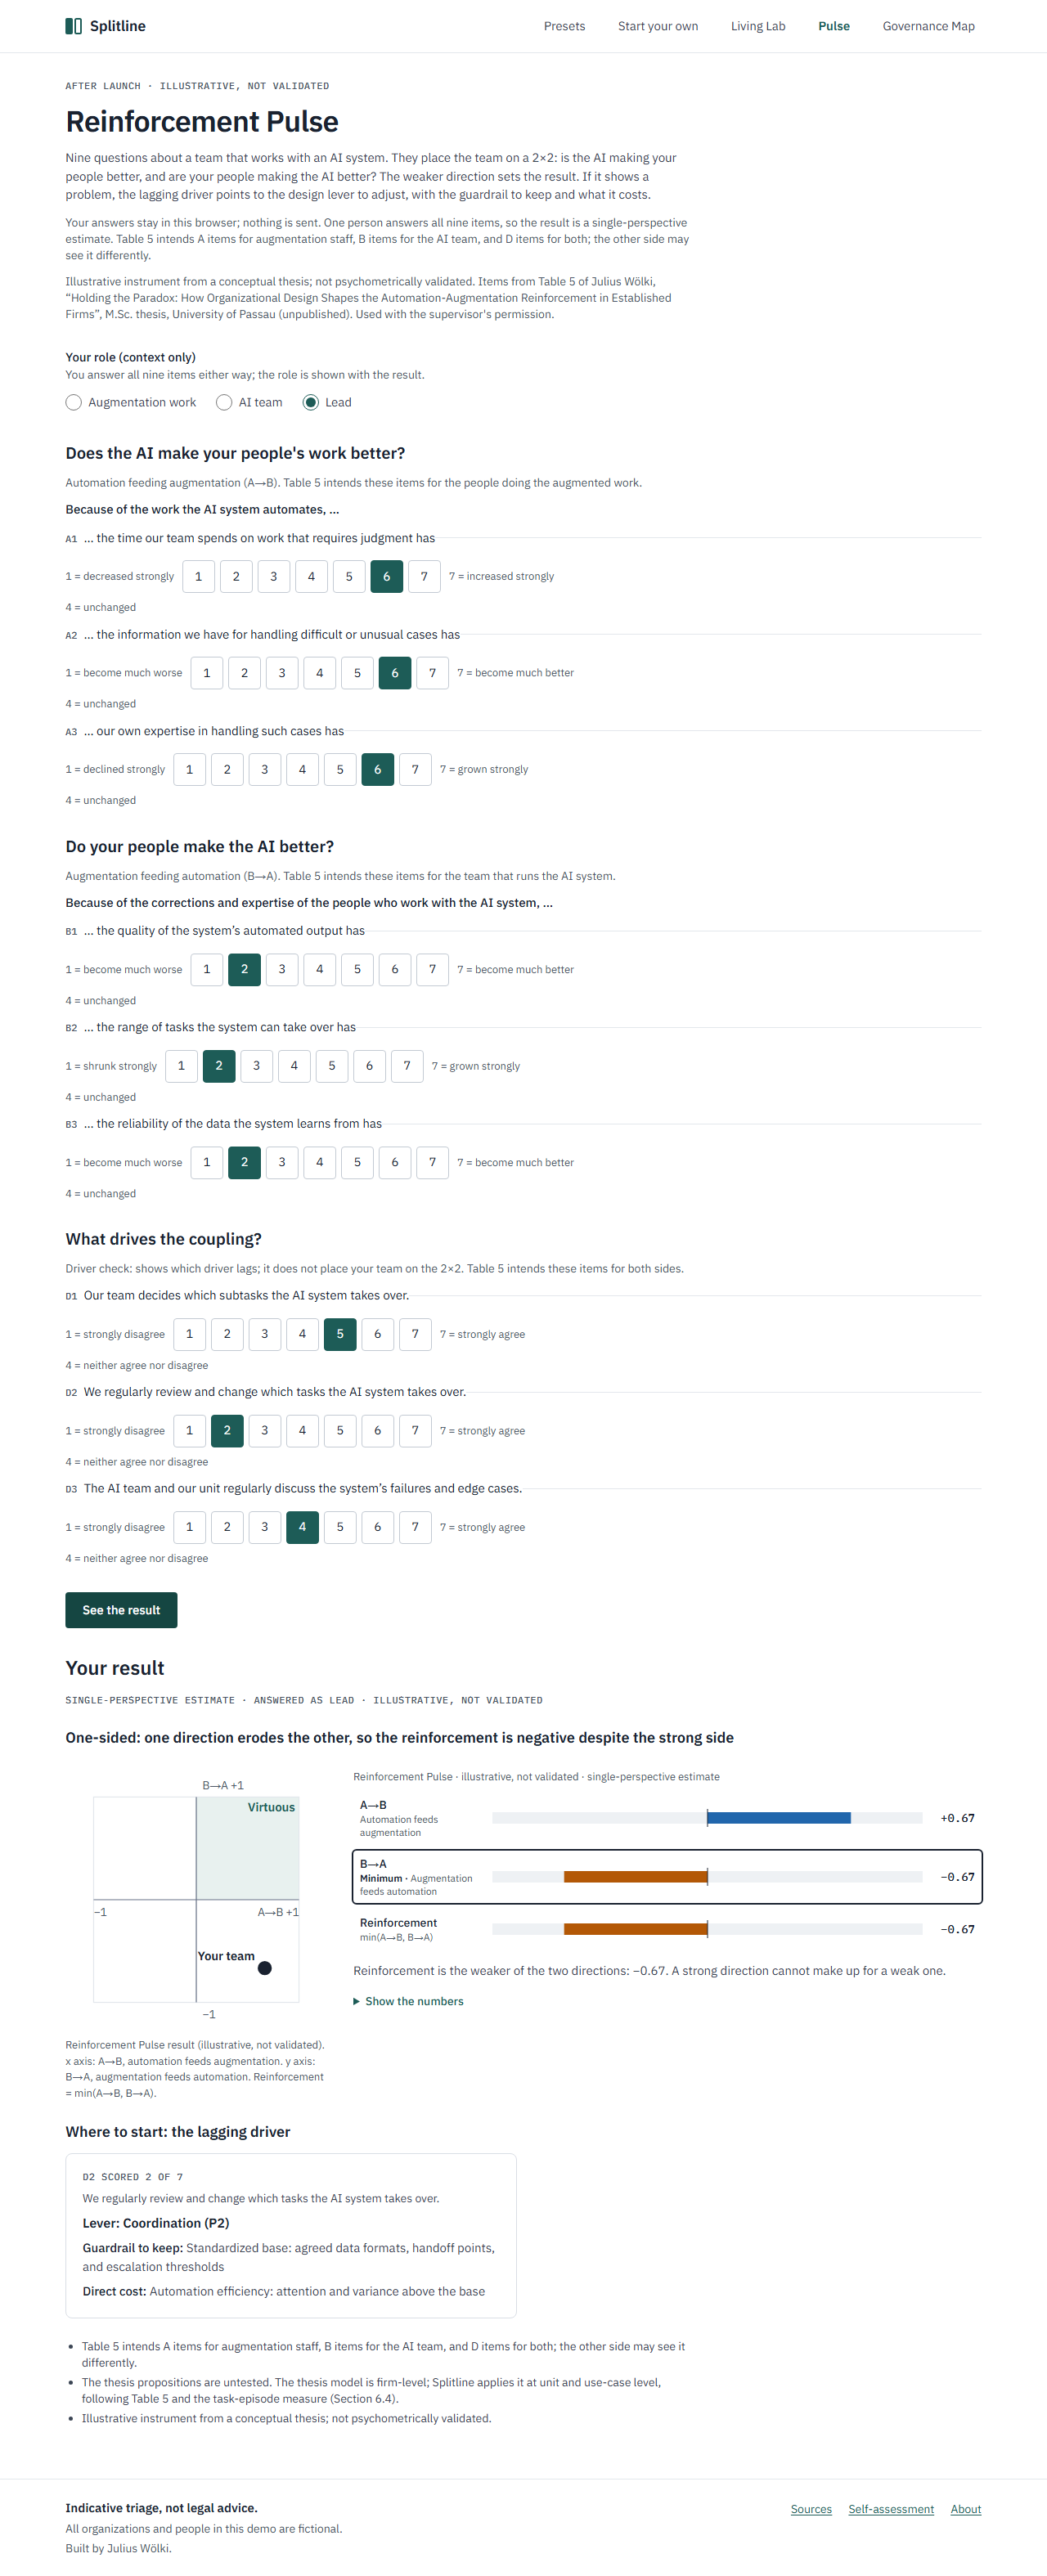 Splitline
Presets
Start your own
Living Lab
Pulse
Governance Map
AFTER LAUNCH · ILLUSTRATIVE, NOT VALIDATED
Reinforcement Pulse
Nine questions about a team that works with an AI system. They place the team on a 2×2: is the AI making your
people better, and are your people making the AI better? The weaker direction sets the result. If it shows a
problem, the lagging driver points to the design lever to adjust, with the guardrail to keep and what it costs.
Your answers stay in this browser; nothing is sent. One person answers all nine items, so the result is a single-perspective
estimate. Table 5 intends A items for augmentation staff, B items for the AI team, and D items for both; the other side may
see it differently.
Illustrative instrument from a conceptual thesis; not psychometrically validated. Items from Table 5 of Julius Wölki,
“Holding the Paradox: How Organizational Design Shapes the Automation-Augmentation Reinforcement in Established
Firms”, M.Sc. thesis, University of Passau (unpublished). Used with the supervisor's permission.
Your role (context only)
You answer all nine items either way; the role is shown with the result.
Augmentation work
AI team
Lead
Does the AI make your people's work better?
Automation feeding augmentation (A→B). Table 5 intends these items for the people doing the augmented work.
Because of the work the AI system automates, …
A1 … the time our team spends on work that requires judgment has
1 = decreased strongly 1 2 3 4 5 6 7 7 = increased strongly
4 = unchanged
A2 … the information we have for handling difficult or unusual cases has
1 = become much worse 1 2 3 4 5 6 7 7 = become much better
4 = unchanged
A3 … our own expertise in handling such cases has
1 = declined strongly 1 2 3 4 5 6 7 7 = grown strongly
4 = unchanged
Do your people make the AI better?
Augmentation feeding automation (B→A). Table 5 intends these items for the team that runs the AI system.
Because of the corrections and expertise of the people who work with the AI system, …
B1 … the quality of the system’s automated output has
1 = become much worse 1 2 3 4 5 6 7 7 = become much better
4 = unchanged
B2 … the range of tasks the system can take over has
1 = shrunk strongly 1 2 3 4 5 6 7 7 = grown strongly
4 = unchanged
B3 … the reliability of the data the system learns from has
1 = become much worse 1 2 3 4 5 6 7 7 = become much better
4 = unchanged
What drives the coupling?
Driver check: shows which driver lags; it does not place your team on the 2×2. Table 5 intends these items for both sides.
D1 Our team decides which subtasks the AI system takes over.
1 = strongly disagree 1 2 3 4 5 6 7 7 = strongly agree
4 = neither agree nor disagree
D2 We regularly review and change which tasks the AI system takes over.
1 = strongly disagree 1 2 3 4 5 6 7 7 = strongly agree
4 = neither agree nor disagree
D3 The AI team and our unit regularly discuss the system’s failures and edge cases.
1 = strongly disagree 1 2 3 4 5 6 7 7 = strongly agree
4 = neither agree nor disagree
See the result
Your result
SINGLE-PERSPECTIVE ESTIMATE · ANSWERED AS LEAD · ILLUSTRATIVE, NOT VALIDATED
One-sided: one direction erodes the other, so the reinforcement is negative despite the strong side
B→A +1
Virtuous
−1
A→B +1
Your team
−1
Reinforcement Pulse result (illustrative, not validated).
x axis: A→B, automation feeds augmentation. y axis:
B→A, augmentation feeds automation. Reinforcement
= min(A→B, B→A).
Reinforcement Pulse · illustrative, not validated · single-perspective estimate
A→B
Automation feeds
augmentation
+0.67
B→A
Minimum · Augmentation
feeds automation
−0.67
Reinforcement
min(A→B, B→A)
−0.67
Reinforcement is the weaker of the two directions: −0.67. A strong direction cannot make up for a weak one.
Show the numbers
Where to start: the lagging driver
D2 SCORED 2 OF 7
We regularly review and change which tasks the AI system takes over.
Lever: Coordination (P2)
Guardrail to keep: Standardized base: agreed data formats, handoff points,
and escalation thresholds
Direct cost: Automation efficiency: attention and variance above the base
• Table 5 intends A items for augmentation staff, B items for the AI team, and D items for both; the other side may see it
differently.
• The thesis propositions are untested. The thesis model is firm-level; Splitline applies it at unit and use-case level,
following Table 5 and the task-episode measure (Section 6.4).
• Illustrative instrument from a conceptual thesis; not psychometrically validated.
Indicative triage, not legal advice.
All organizations and people in this demo are fictional.
Built by Julius Wölki.
Sources
Self-assessment
About